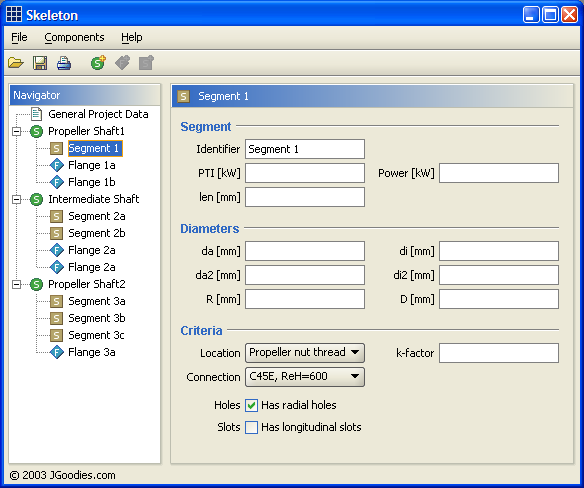 Skeleton
File Components Help
Navigator
General Project Data
S Propeller Shaft1
S Segment 1
F Flange 1a
F Flange 1b
S Intermediate Shaft
S Segment 2a
S Segment 2b
F Flange 2a
F Flange 2a
S Propeller Shaft2
S Segment 3a
S Segment 3b
S Segment 3c
F Flange 3a
S Segment 1
Segment
Identifier Segment 1
PTI [kW] Power [kW]
len [mm]
Diameters
da [mm] di [mm]
da2 [mm] di2 [mm]
R [mm] D [mm]
Criteria
Location Propeller nut thread k-factor
Connection C45E, ReH=600
Holes Has radial holes
Slots Has longitudinal slots
© 2003 JGoodies.com